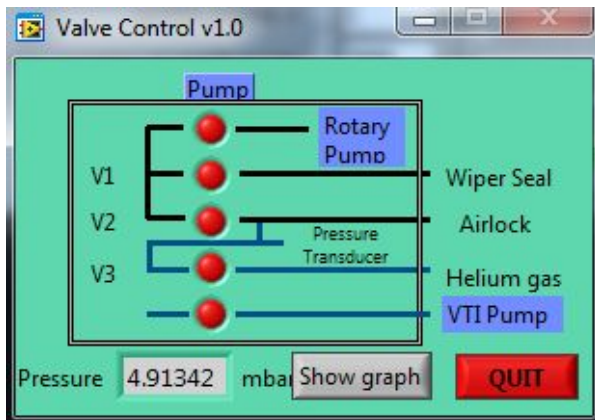 Valve Control v1.0
Pump
Rotary
Pump
V1
Wiper Seal
V2
Airlock
Pressure
Transducer
V3
Helium gas
VTI Pump
Pressure 4.91342 mbar Show graph QUIT